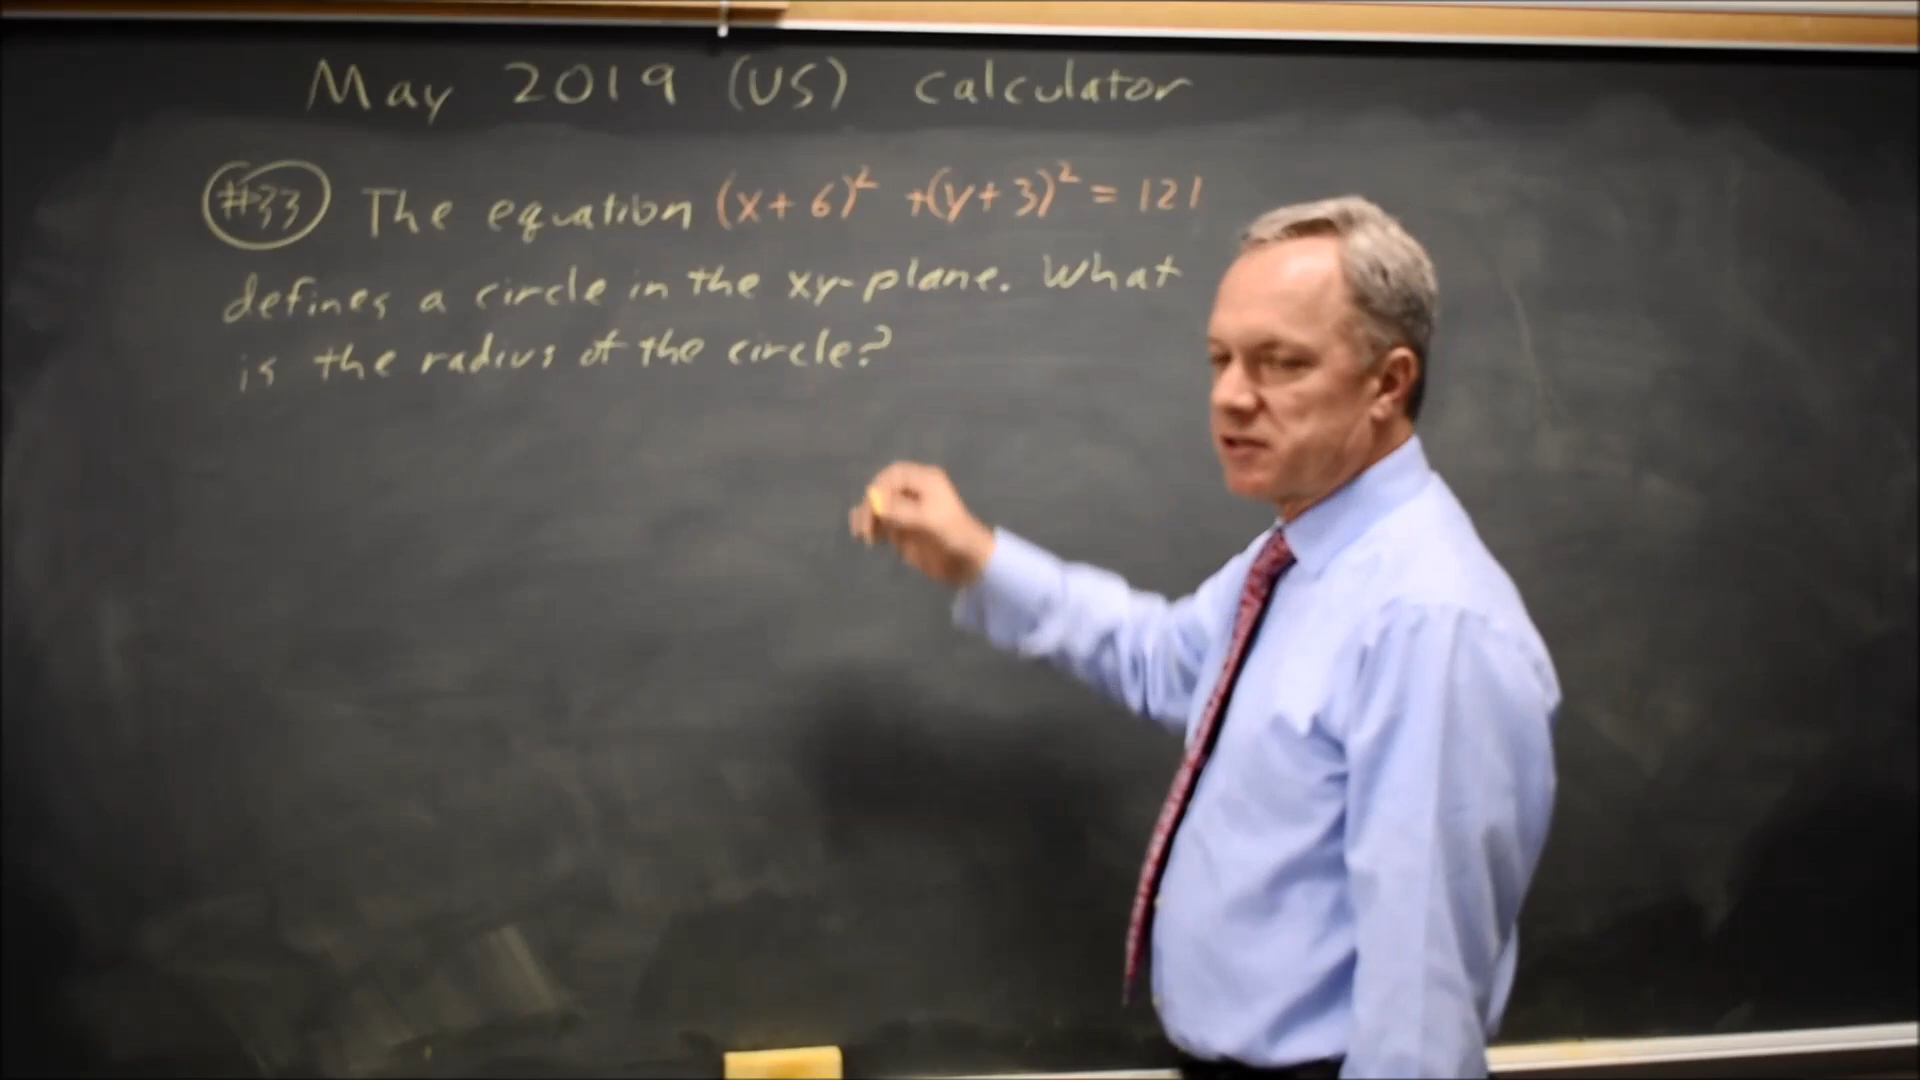 May 2019 (US) Calculator
#33 The equation (x+6)² +(y+3)² = 121
defines a circle in the xy-plane. What
is the radius of the circle?